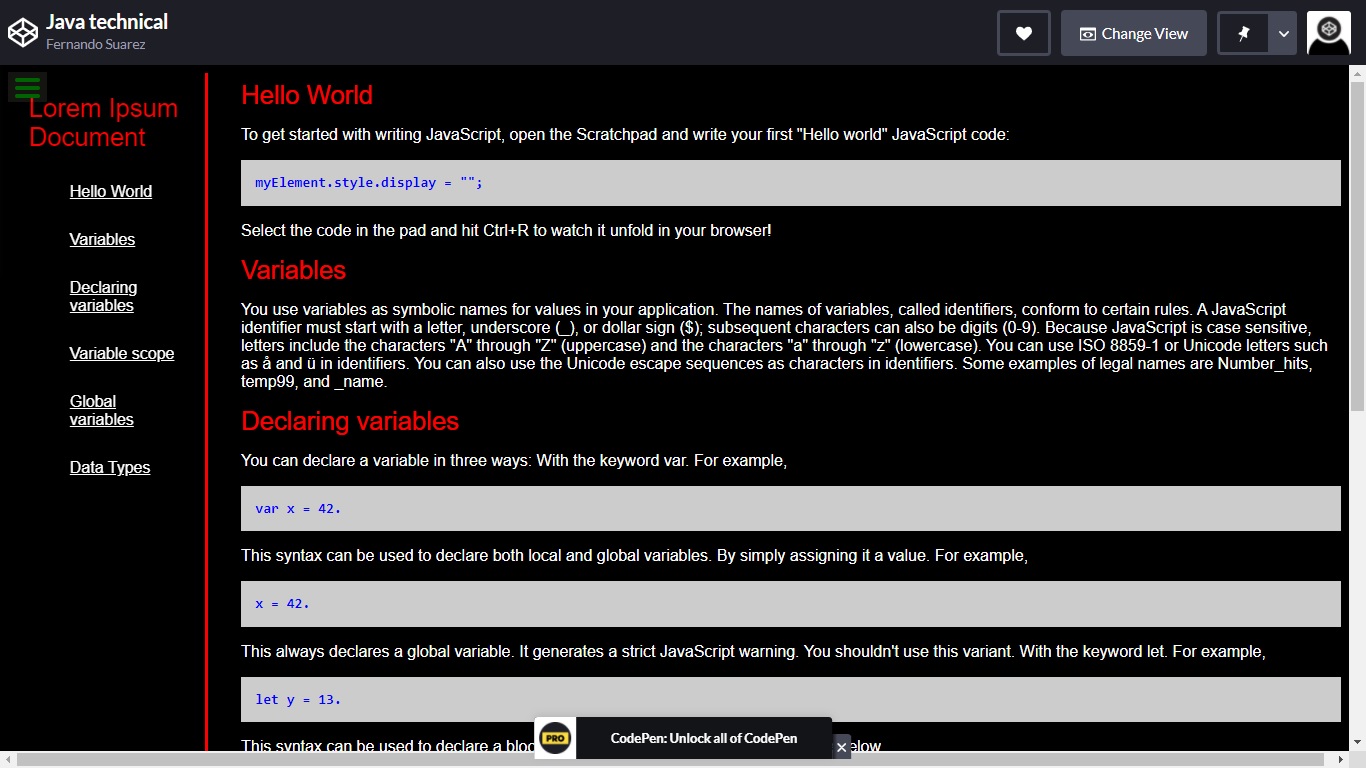 Java technical
Fernando Suarez
Change View
Lorem Ipsum
Document
Hello World
Variables
Declaring
variables
Variable scope
Global
variables
Data Types
Hello World
To get started with writing JavaScript, open the Scratchpad and write your first "Hello world" JavaScript code:
myElement.style.display = "";
Select the code in the pad and hit Ctrl+R to watch it unfold in your browser!
Variables
You use variables as symbolic names for values in your application. The names of variables, called identifiers, conform to certain rules. A JavaScript
identifier must start with a letter, underscore (_), or dollar sign ($); subsequent characters can also be digits (0-9). Because JavaScript is case sensitive,
letters include the characters "A" through "Z" (uppercase) and the characters "a" through "z" (lowercase). You can use ISO 8859-1 or Unicode letters such
as å and ü in identifiers. You can also use the Unicode escape sequences as characters in identifiers. Some examples of legal names are Number_hits,
temp99, and _name.
Declaring variables
You can declare a variable in three ways: With the keyword var. For example,
var x = 42.
This syntax can be used to declare both local and global variables. By simply assigning it a value. For example,
x = 42.
This always declares a global variable. It generates a strict JavaScript warning. You shouldn't use this variant. With the keyword let. For example,
let y = 13.
This syntax can be used to declare a
PRO
CodePen: Unlock all of CodePen